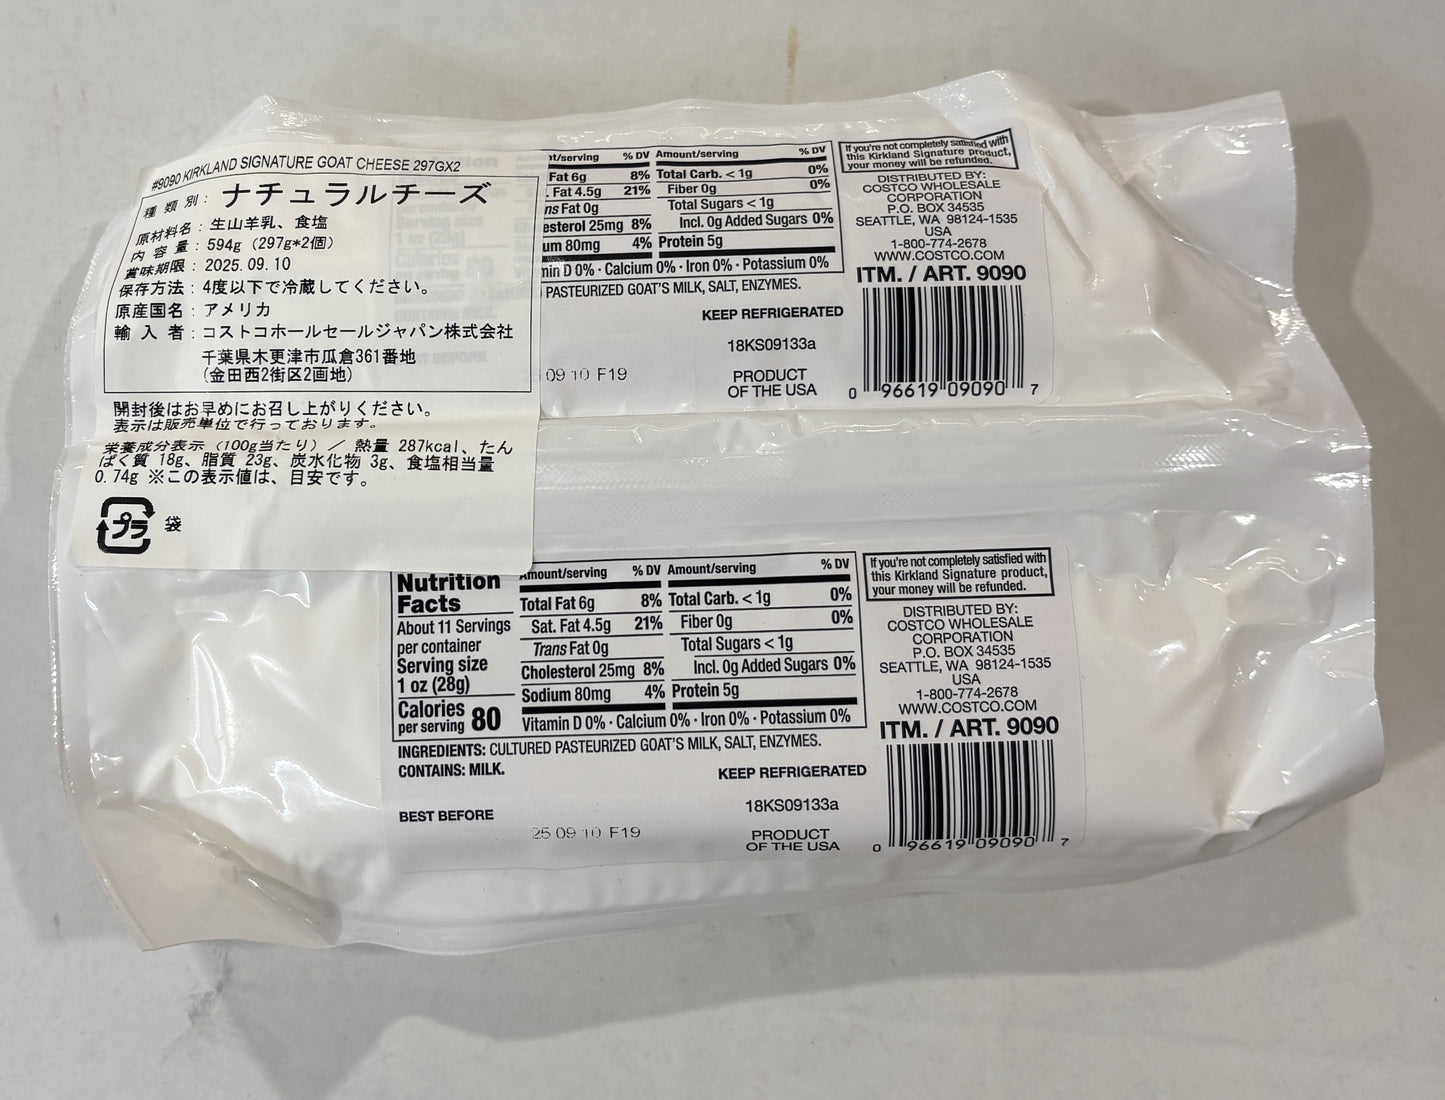 #9090 KIRKLAND SIGNATURE GOAT CHEESE 297GX2
種類別：ナチュラルチーズ
原材料名：生山羊乳、食塩
内容量：594g（297g*2個）
賞味期限：2025.09.10
保存方法：4度以下で冷蔵してください。
原産国名：アメリカ
輸入者：コストコホールセールジャパン株式会社
千葉県木更津市瓜倉361番地
（金田西2街区2画地）
開封後はお早めにお召し上がりください。
表示は販売単位で行っております。
栄養成分表示（100g当たり）／ 熱量 287kcal、たん
ぱく質 18g、脂質 23g、炭水化物 3g、食塩相当量
0.74g ※この表示値は、目安です。
プラ 袋
nt/serving % DV Amount/serving % DV
Fat 6g 8% Total Carb. < 1g 0%
. Fat 4.5g 21% Fiber 0g 0%
ns Fat 0g Total Sugars < 1g
esterol 25mg 8% Incl. 0g Added Sugars 0%
um 80mg 4% Protein 5g
min D 0% · Calcium 0% · Iron 0% · Potassium 0%
PASTEURIZED GOAT'S MILK, SALT, ENZYMES.
KEEP REFRIGERATED
18KS09133a
09 10 F19
PRODUCT
OF THE USA
If you're not completely satisfied with
this Kirkland Signature product,
your money will be refunded.
DISTRIBUTED BY:
COSTCO WHOLESALE
CORPORATION
P.O. BOX 34535
SEATTLE, WA 98124-1535
USA
1-800-774-2678
WWW.COSTCO.COM
ITM. / ART. 9090
0 96619 09090 7
Nutrition
Facts
About 11 Servings
per container
Serving size
1 oz (28g)
Calories
per serving 80
Amount/serving % DV Amount/serving % DV
Total Fat 6g 8% Total Carb. < 1g 0%
Sat. Fat 4.5g 21% Fiber 0g 0%
Trans Fat 0g Total Sugars < 1g
Cholesterol 25mg 8% Incl. 0g Added Sugars 0%
Sodium 80mg 4% Protein 5g
Vitamin D 0% · Calcium 0% · Iron 0% · Potassium 0%
INGREDIENTS: CULTURED PASTEURIZED GOAT'S MILK, SALT, ENZYMES.
CONTAINS: MILK.
KEEP REFRIGERATED
18KS09133a
BEST BEFORE
25 09 10 F19
PRODUCT
OF THE USA
If you're not completely satisfied with
this Kirkland Signature product,
your money will be refunded.
DISTRIBUTED BY:
COSTCO WHOLESALE
CORPORATION
P.O. BOX 34535
SEATTLE, WA 98124-1535
USA
1-800-774-2678
WWW.COSTCO.COM
ITM. / ART. 9090
0 96619 09090 7